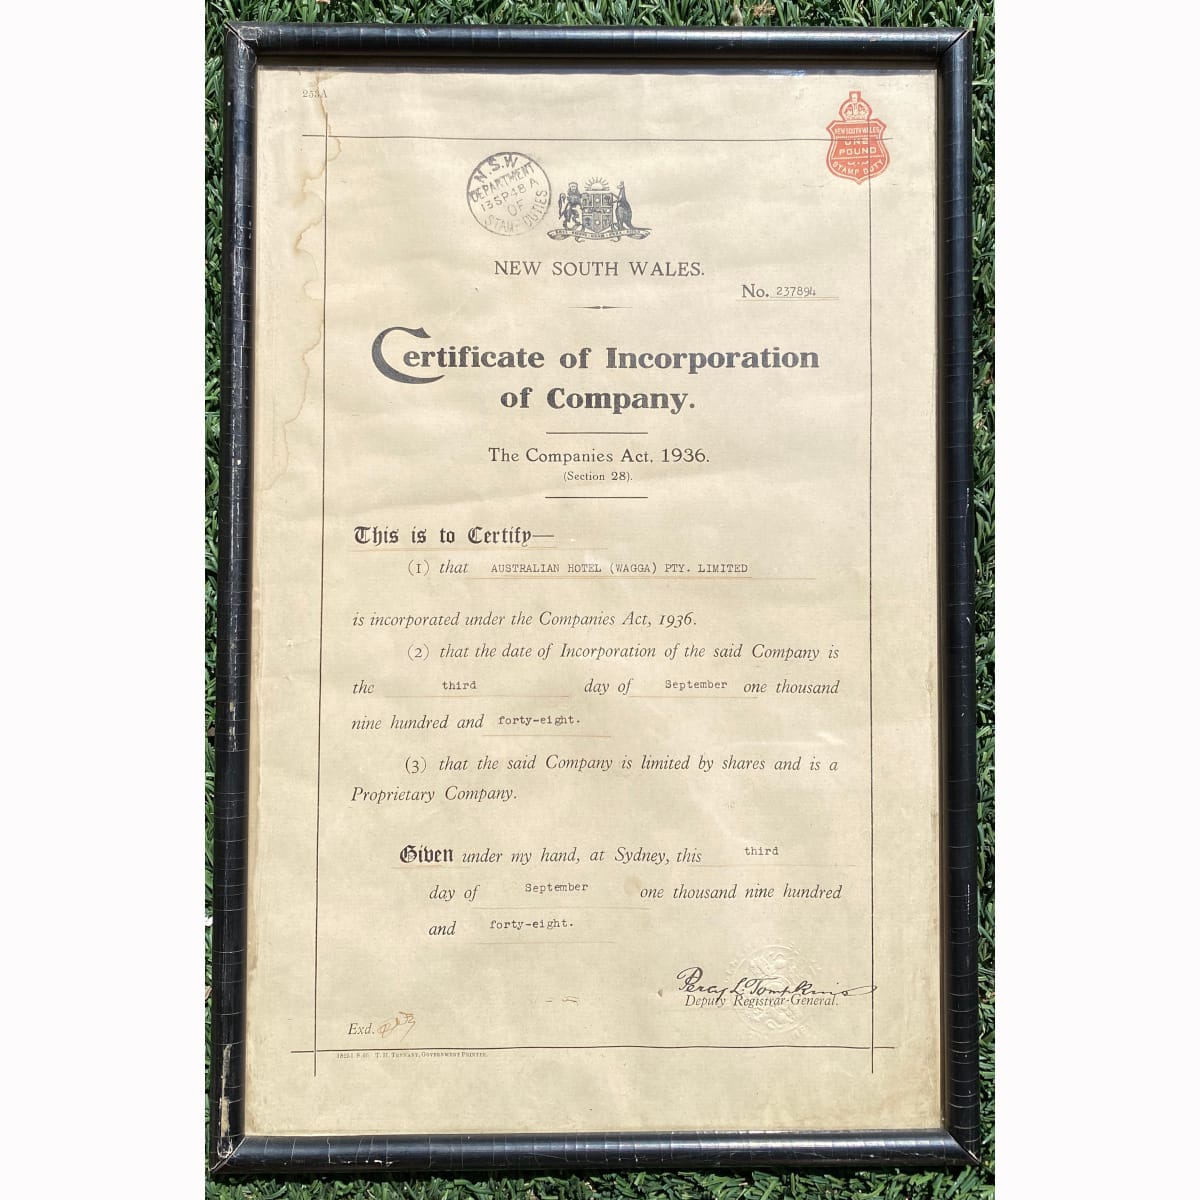 253A
NEW SOUTH WALES
ONE
POUND
STAMP DUTY
N.S.W
DEPARTMENT
13SP48 A
OF
STAMP DUTIES
NEW SOUTH WALES.
No. 237894
Certificate of Incorporation
of Company.
The Companies Act, 1936.
(Section 28).
This is to Certify—
(1) that AUSTRALIAN HOTEL (WAGGA) PTY. LIMITED
is incorporated under the Companies Act, 1936.
(2) that the date of Incorporation of the said Company is
the third day of September one thousand
nine hundred and forty-eight.
(3) that the said Company is limited by shares and is a
Proprietary Company.
Given under my hand, at Sydney, this third
day of September one thousand nine hundred
and forty-eight.
Percy L. Tompkins
Deputy Registrar-General.
Exd.
T. H. Tennant, Government Printer.